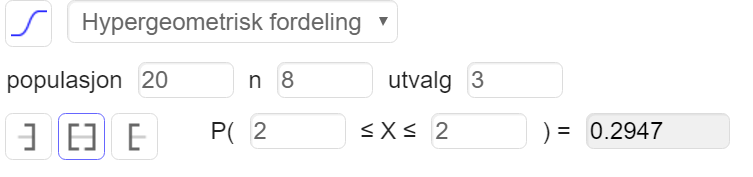 Hypergeometrisk fordeling
populasjon 20 n 8 utvalg 3
P( 2 ≤ X ≤ 2 ) = 0.2947